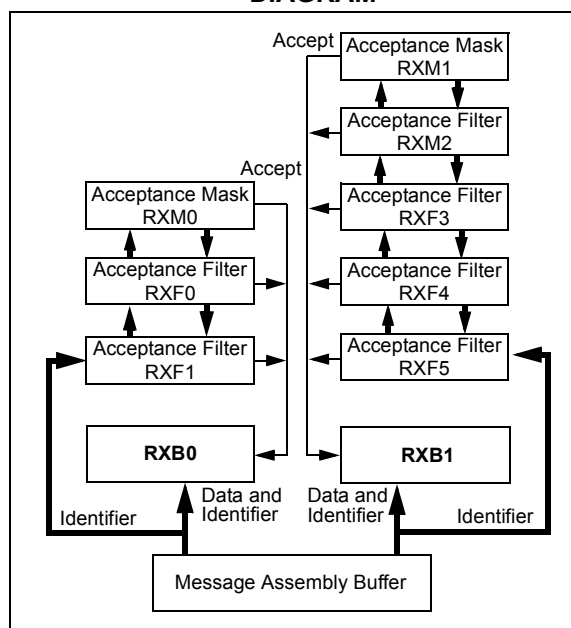 DIAGRAM
Accept
Acceptance Mask
RXM1
Acceptance Filter
RXM2
Accept
Acceptance Mask
RXM0
Acceptance Filter
RXF3
Acceptance Filter
RXF0
Acceptance Filter
RXF4
Acceptance Filter
RXF1
Acceptance Filter
RXF5
RXB0
RXB1
Identifier
Data and
Identifier
Data and
Identifier
Identifier
Message Assembly Buffer